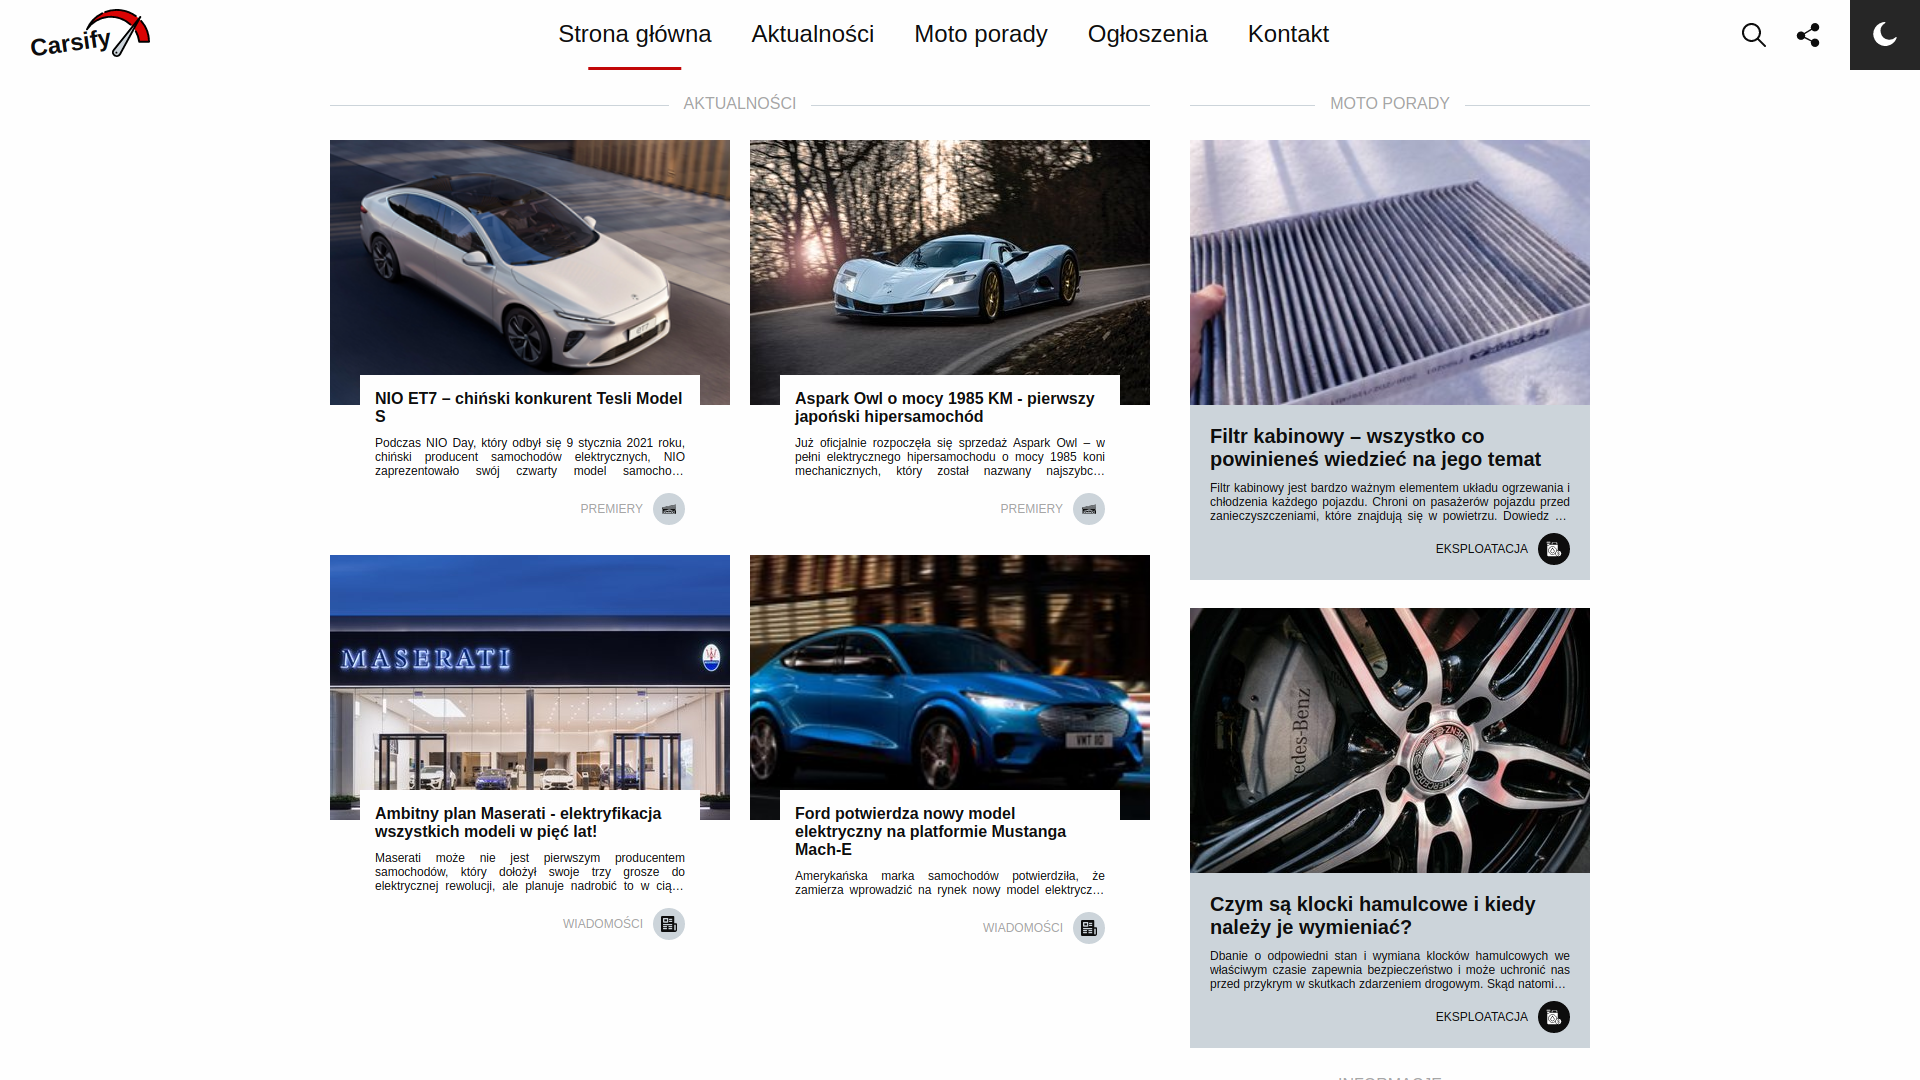 Carsify
Strona główna
Aktualności
Moto porady
Ogłoszenia
Kontakt
AKTUALNOŚCI
MOTO PORADY
NIO ET7 – chiński konkurent Tesli Model
S
Podczas NIO Day, który odbył się 9 stycznia 2021 roku,
chiński producent samochodów elektrycznych, NIO
zaprezentowało swój czwarty model samocho…
PREMIERY
Aspark Owl o mocy 1985 KM - pierwszy
japoński hipersamochód
Już oficjalnie rozpoczęła się sprzedaż Aspark Owl – w
pełni elektrycznego hipersamochodu o mocy 1985 koni
mechanicznych, który został nazwany najszybc…
PREMIERY
Filtr kabinowy – wszystko co
powinieneś wiedzieć na jego temat
Filtr kabinowy jest bardzo ważnym elementem układu ogrzewania i
chłodzenia każdego pojazdu. Chroni on pasażerów pojazdu przed
zanieczyszczeniami, które znajdują się w powietrzu. Dowiedz …
EKSPLOATACJA
MASERATI
Ambitny plan Maserati - elektryfikacja
wszystkich modeli w pięć lat!
Maserati może nie jest pierwszym producentem
samochodów, który dołożył swoje trzy grosze do
elektrycznej rewolucji, ale planuje nadrobić to w cią…
WIADOMOŚCI
VNT 110
Ford potwierdza nowy model
elektryczny na platformie Mustanga
Mach-E
Amerykańska marka samochodów potwierdziła, że
zamierza wprowadzić na rynek nowy model elektrycz…
WIADOMOŚCI
edes-Benz
Czym są klocki hamulcowe i kiedy
należy je wymieniać?
Dbanie o odpowiedni stan i wymiana klocków hamulcowych we
właściwym czasie zapewnia bezpieczeństwo i może uchronić nas
przed przykrym w skutkach zdarzeniem drogowym. Skąd natomi…
EKSPLOATACJA
INFORMACJE